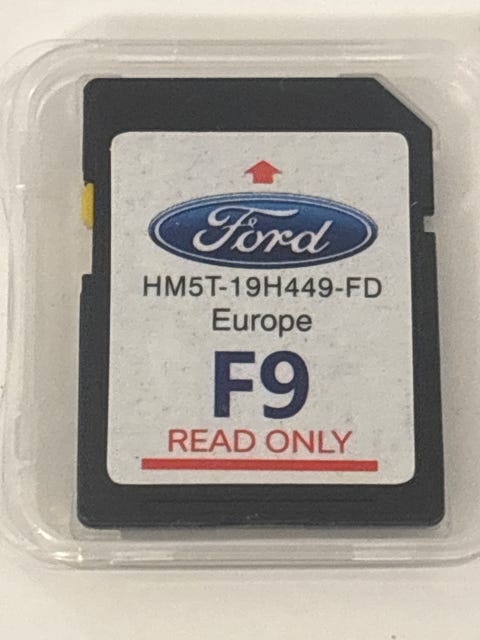 Ford
HM5T-19H449-FD
Europe
F9
READ ONLY